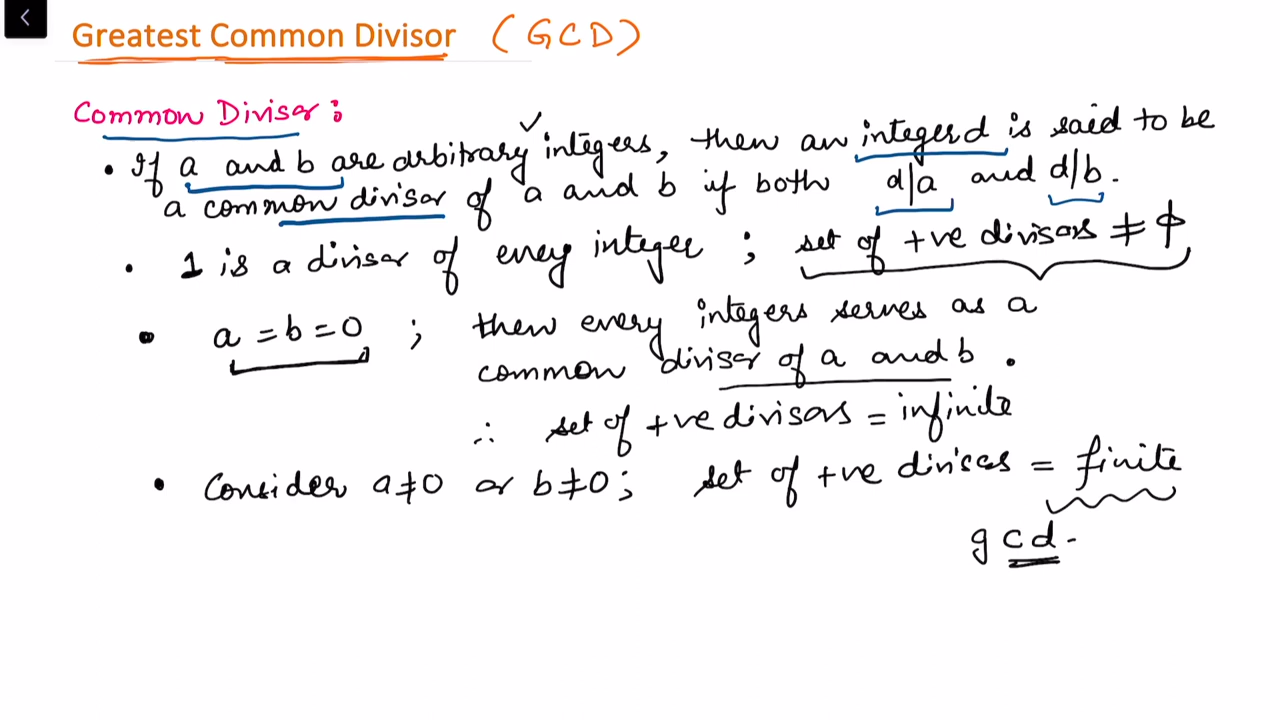 Greatest Common Divisor (GCD)
Common Divisor :
• If a and b are arbitrary integers, then an integer d is said to be
a common divisor of a and b if both d|a and d|b.
• 1 is a divisor of every integer ; set of +ve divisors ≠ ϕ
• a = b = 0 ; then every integers serves as a
common divisor of a and b.
∴ set of +ve divisors = infinite
• Consider a≠0 or b≠0; set of +ve divisors = finite
gcd.